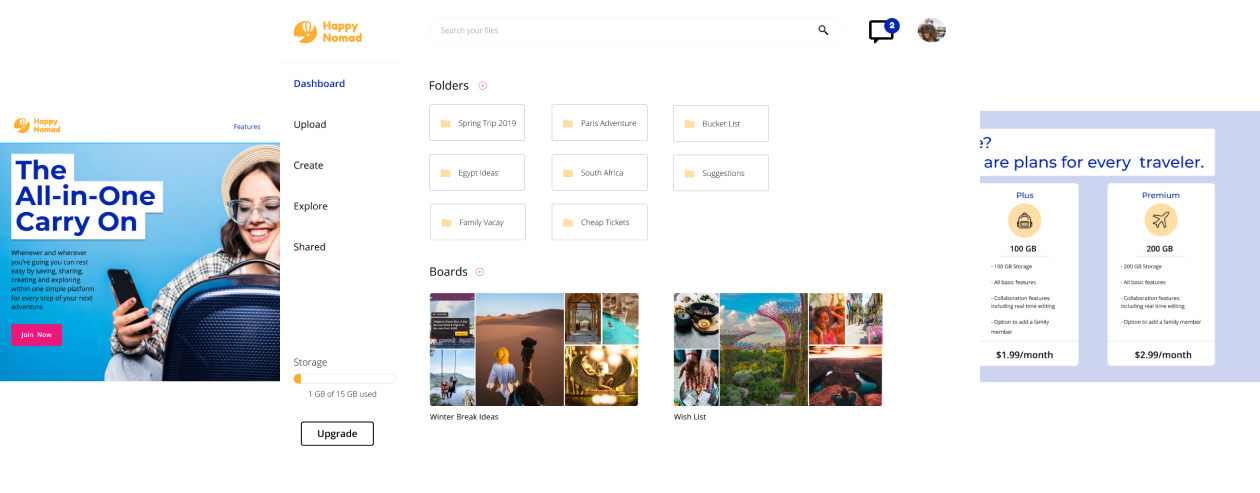 Happy
Nomad
Features
The
All-in-One
Carry On
Whenever and wherever
you're going you can rest
easy by saving, sharing,
creating and exploring
within one simple platform
for every step of your next
adventure.
Join Now
Happy
Nomad
Search your files
2
Dashboard
Upload
Create
Explore
Shared
Storage
1 GB of 15 GB used
Upgrade
Folders
Spring Trip 2019
Paris Adventure
Bucket List
Egypt Ideas
South Africa
Suggestions
Family Vacay
Cheap Tickets
Boards
Winter Break Ideas
Wish List
e?
are plans for every traveler.
Plus
100 GB
- 100 GB Storage
- All basic features
- Collaboration features:
including real time editing
- Option to add a family
member
$1.99/month
Premium
200 GB
- 200 GB Storage
- All basic features
- Collaboration features:
including real time editing
- Option to add a family member
$2.99/month